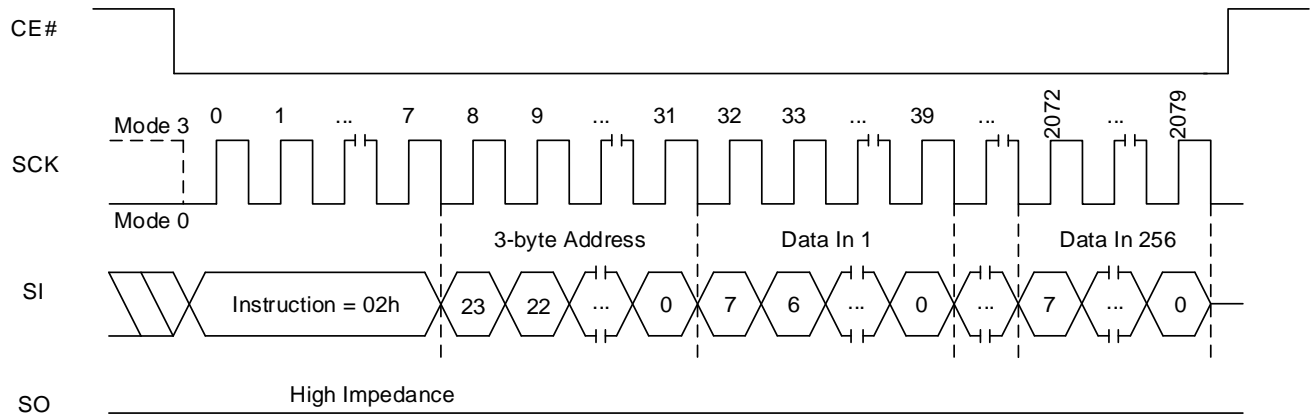 CE#
0 1 ... 7 8 9 ... 31 32 33 ... 39 ... 2072 ... 2079
Mode 3
SCK
Mode 0
3-byte Address Data In 1 Data In 256
SI Instruction = 02h 23 22 ... 0 7 6 ... 0 ... 7 ... 0
High Impedance
SO